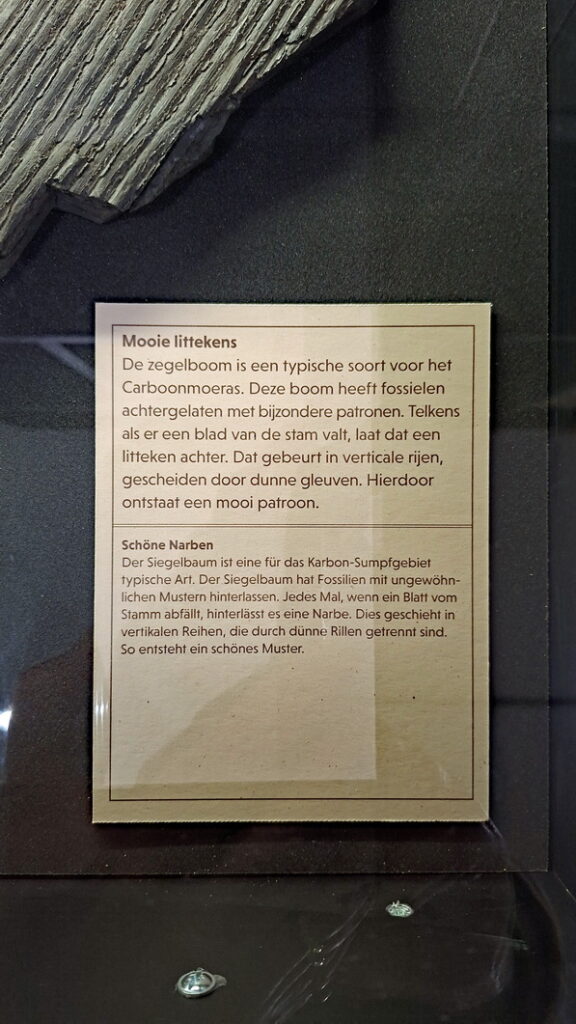 Mooie littekens
De zegelboom is een typische soort voor het
Carboonmoeras. Deze boom heeft fossielen
achtergelaten met bijzondere patronen. Telkens
als er een blad van de stam valt, laat dat een
litteken achter. Dat gebeurt in verticale rijen,
gescheiden door dunne gleuven. Hierdoor
ontstaat een mooi patroon.
Schöne Narben
Der Siegelbaum ist eine für das Karbon-Sumpfgebiet
typische Art. Der Siegelbaum hat Fossilien mit ungewöhn-
lichen Mustern hinterlassen. Jedes Mal, wenn ein Blatt vom
Stamm abfällt, hinterlässt es eine Narbe. Dies geschieht in
vertikalen Reihen, die durch dünne Rillen getrennt sind.
So entsteht ein schönes Muster.